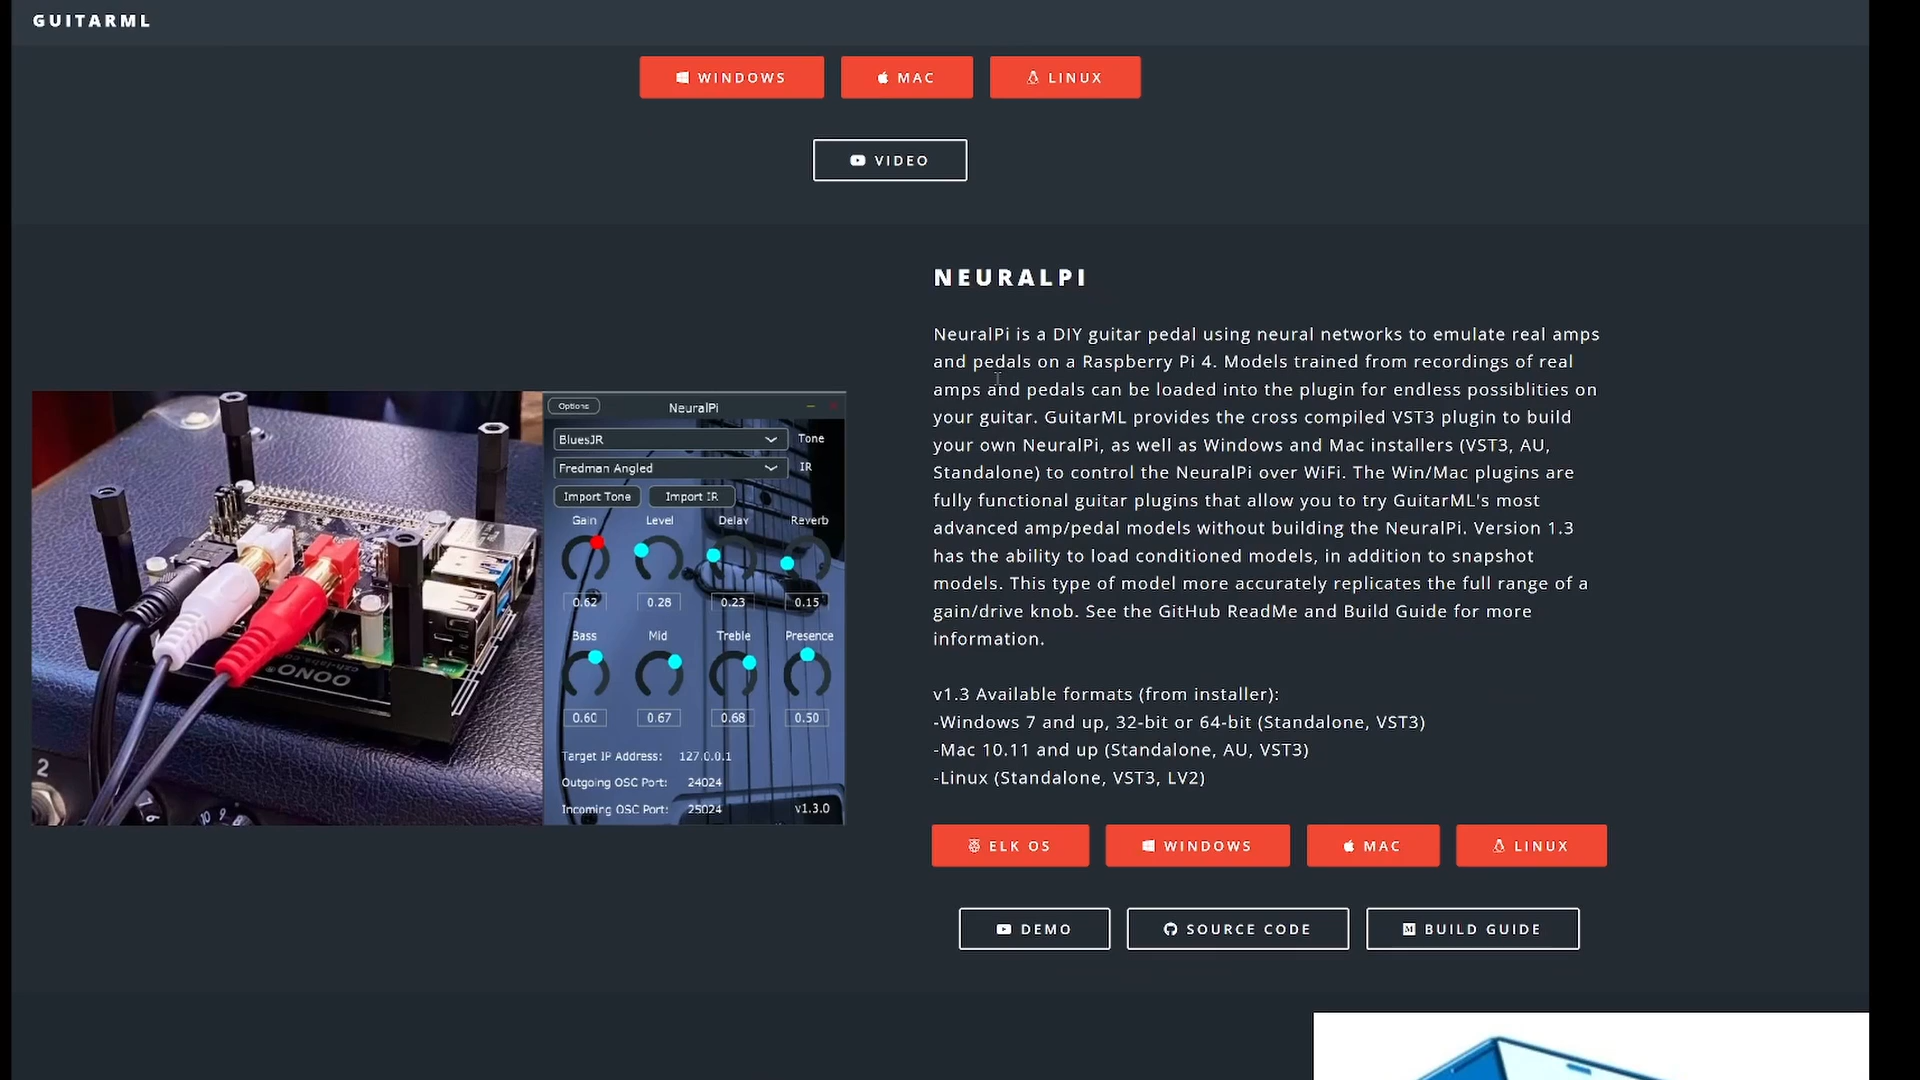 GUITARML
WINDOWS
MAC
LINUX
VIDEO
NEURALPI
NeuralPi is a DIY guitar pedal using neural networks to emulate real amps
and pedals on a Raspberry Pi 4. Models trained from recordings of real
amps and pedals can be loaded into the plugin for endless possiblities on
your guitar. GuitarML provides the cross compiled VST3 plugin to build
your own NeuralPi, as well as Windows and Mac installers (VST3, AU,
Standalone) to control the NeuralPi over WiFi. The Win/Mac plugins are
fully functional guitar plugins that allow you to try GuitarML's most
advanced amp/pedal models without building the NeuralPi. Version 1.3
has the ability to load conditioned models, in addition to snapshot
models. This type of model more accurately replicates the full range of a
gain/drive knob. See the GitHub ReadMe and Build Guide for more
information.
v1.3 Available formats (from installer):
-Windows 7 and up, 32-bit or 64-bit (Standalone, VST3)
-Mac 10.11 and up (Standalone, AU, VST3)
-Linux (Standalone, VST3, LV2)
ELK OS
WINDOWS
MAC
LINUX
DEMO
SOURCE CODE
BUILD GUIDE
Options
NeuralPi
BluesJR
Tone
Fredman Angled
IR
Import Tone
Import IR
Gain
Level
Delay
Reverb
0.62
0.28
0.23
0.15
Bass
Mid
Treble
Presence
0.60
0.67
0.68
0.50
Target IP Address: 127.0.0.1
Outgoing OSC Port: 24024
Incoming OSC Port: 25024
v1.3.0
OONO
2
10
9